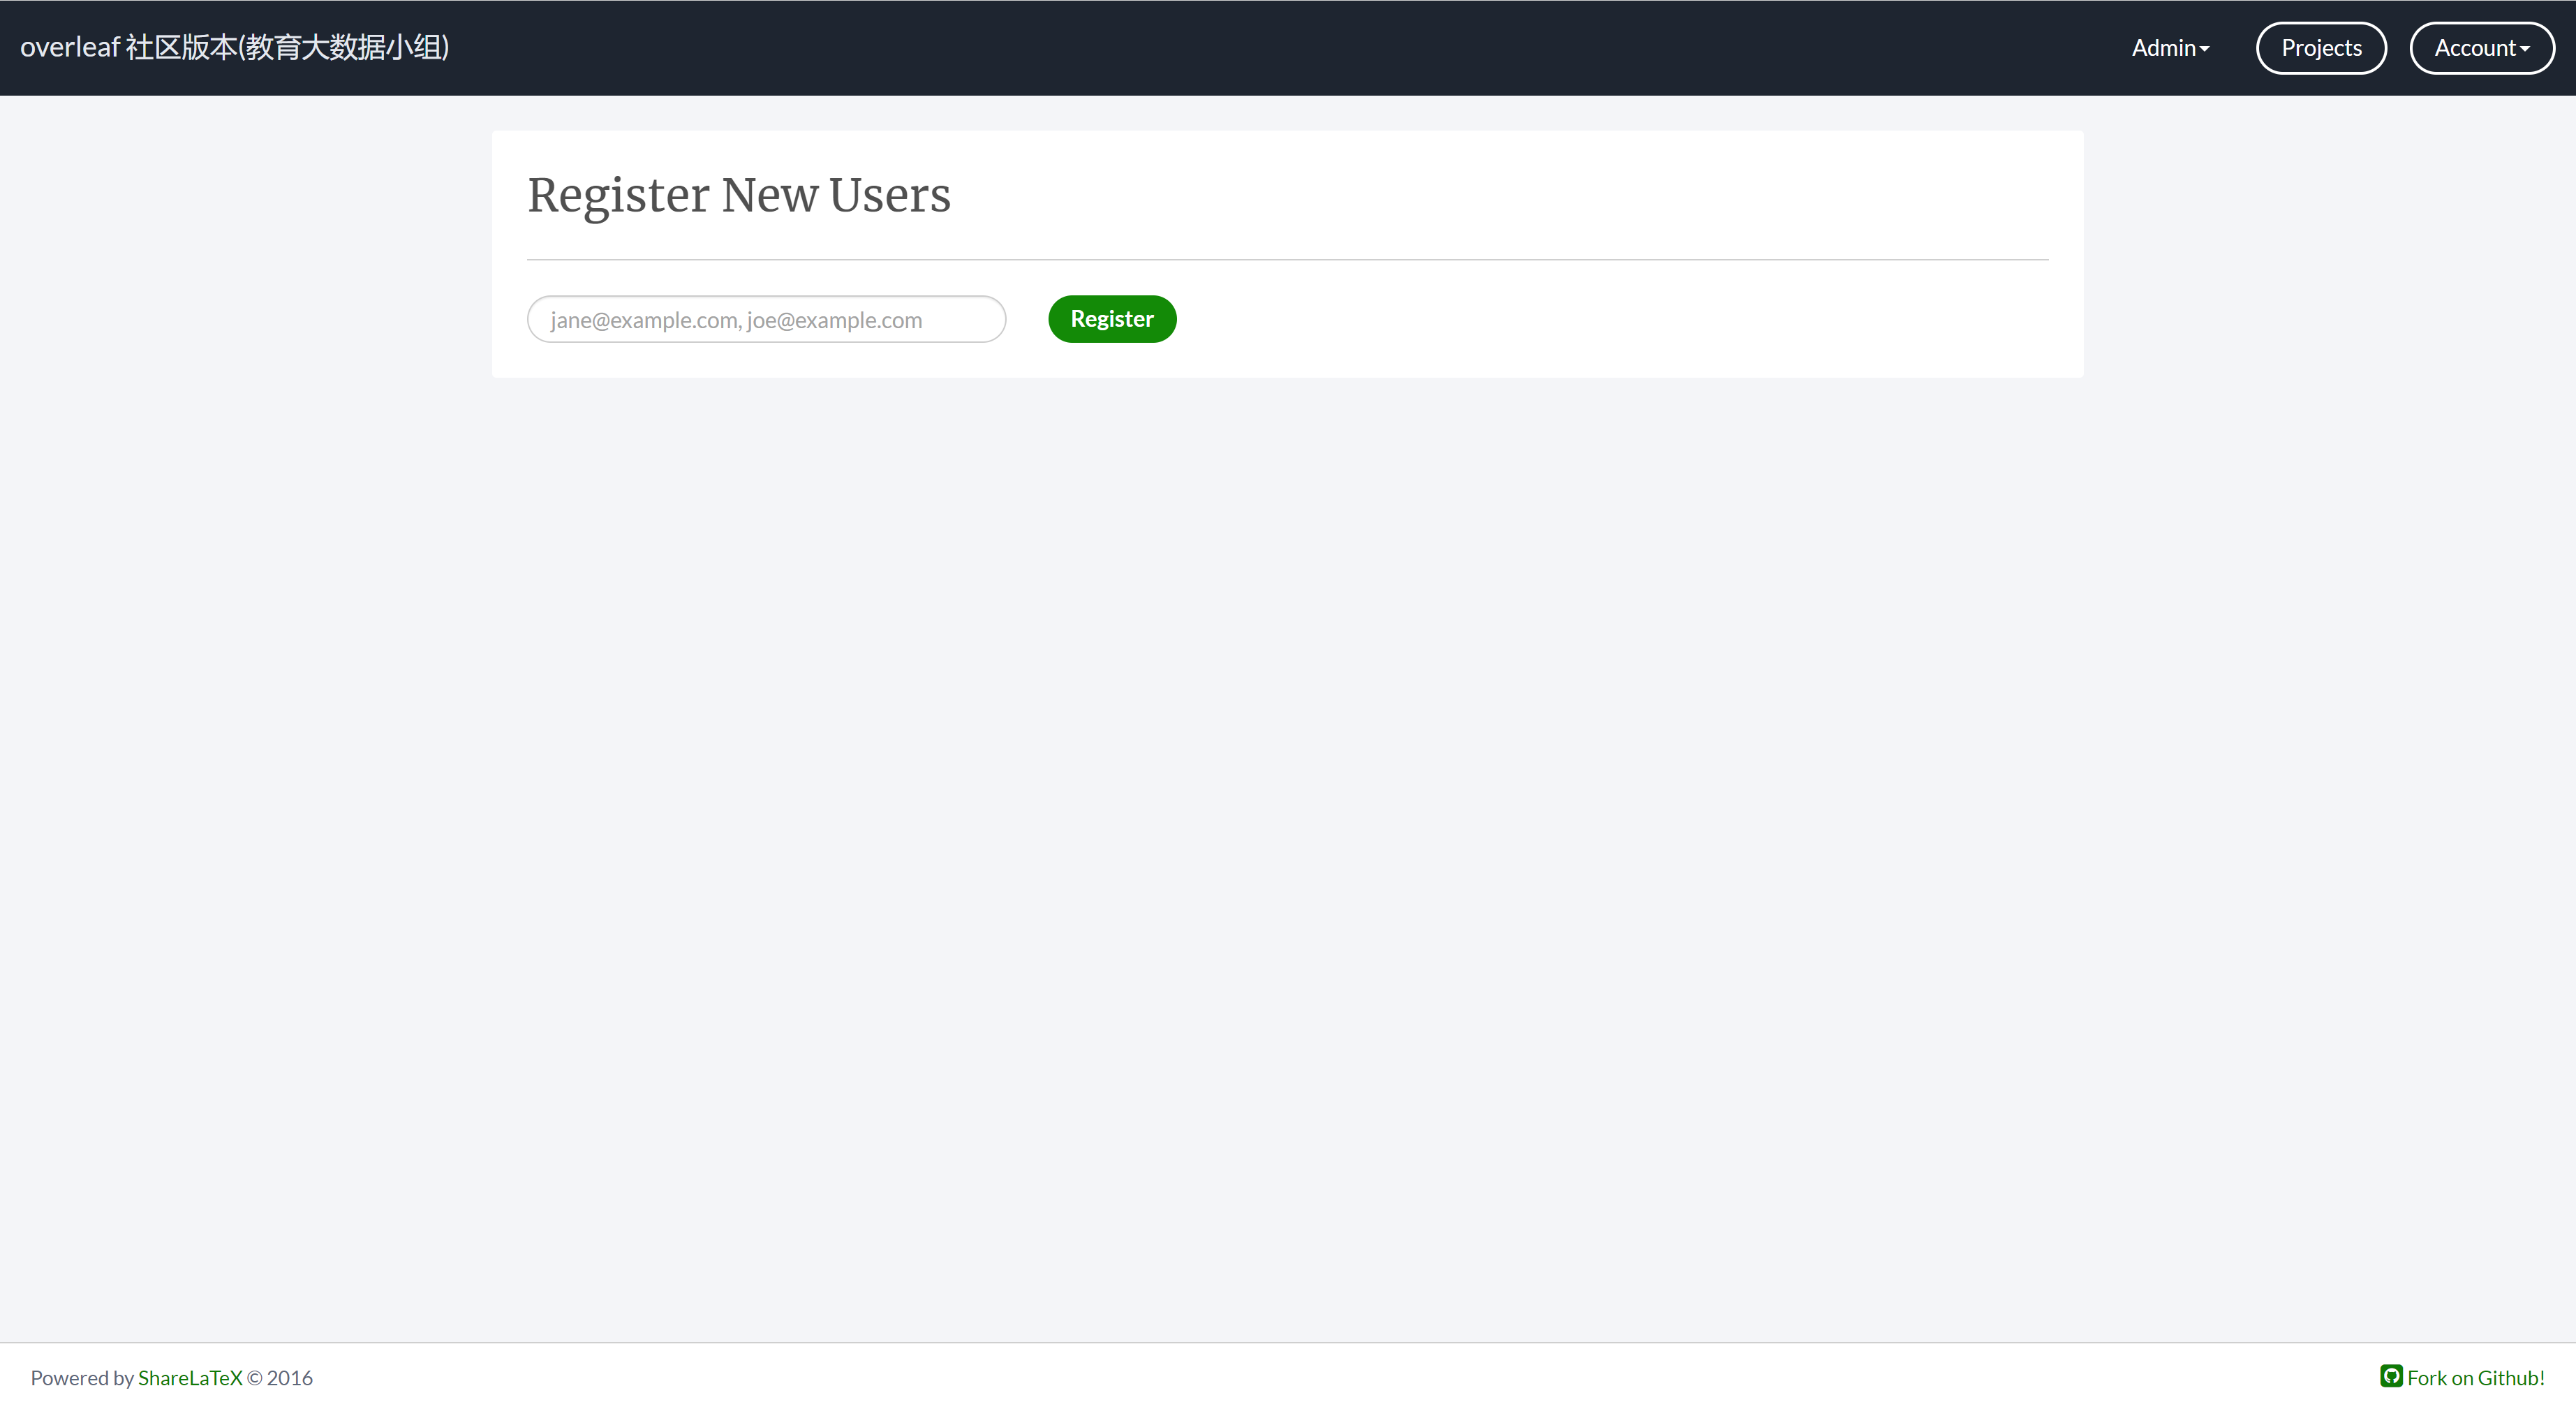 overleaf 社区版本(教育大数据小组)
Admin
Projects
Account
Register New Users
jane@example.com, joe@example.com
Register
Powered by ShareLaTeX © 2016
Fork on Github!